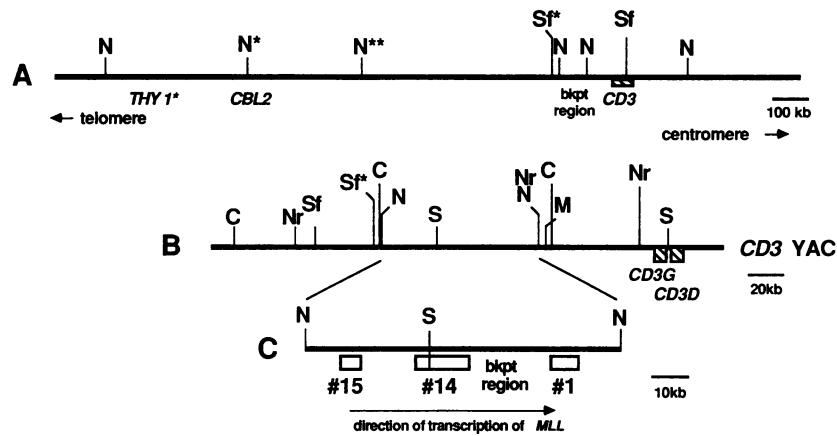 Sf* Sf
N N* N** N N N
A
THY 1* CBL2 bkpt region CD3
100 kb
← telomere
centromere →
C Nr Sf Sf* C N S Nr N C M Nr S
B
CD3 YAC
CD3G
CD3D
20kb
N S N
C
#15 #14 bkpt region #1
10kb
direction of transcription of MLL